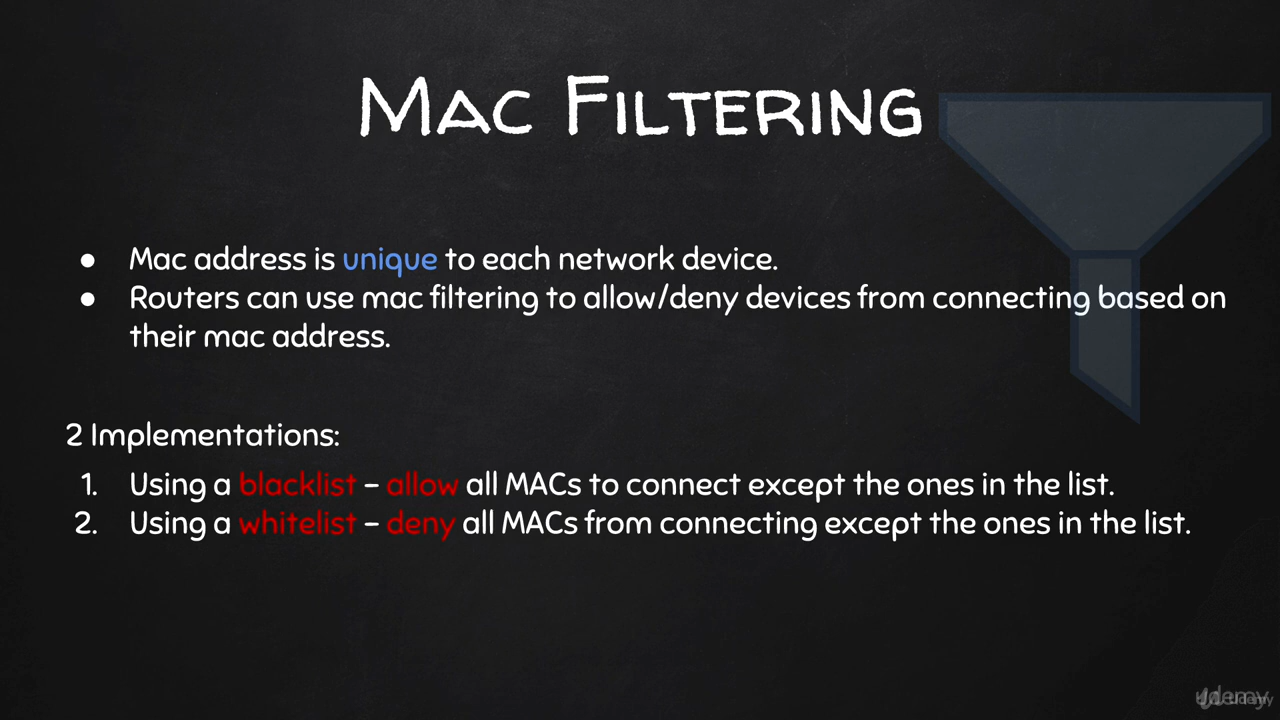 Mac Filtering
● Mac address is unique to each network device.
● Routers can use mac filtering to allow/deny devices from connecting based on
their mac address.
2 Implementations:
1. Using a blacklist – allow all MACs to connect except the ones in the list.
2. Using a whitelist – deny all MACs from connecting except the ones in the list.
udemy
Udemy